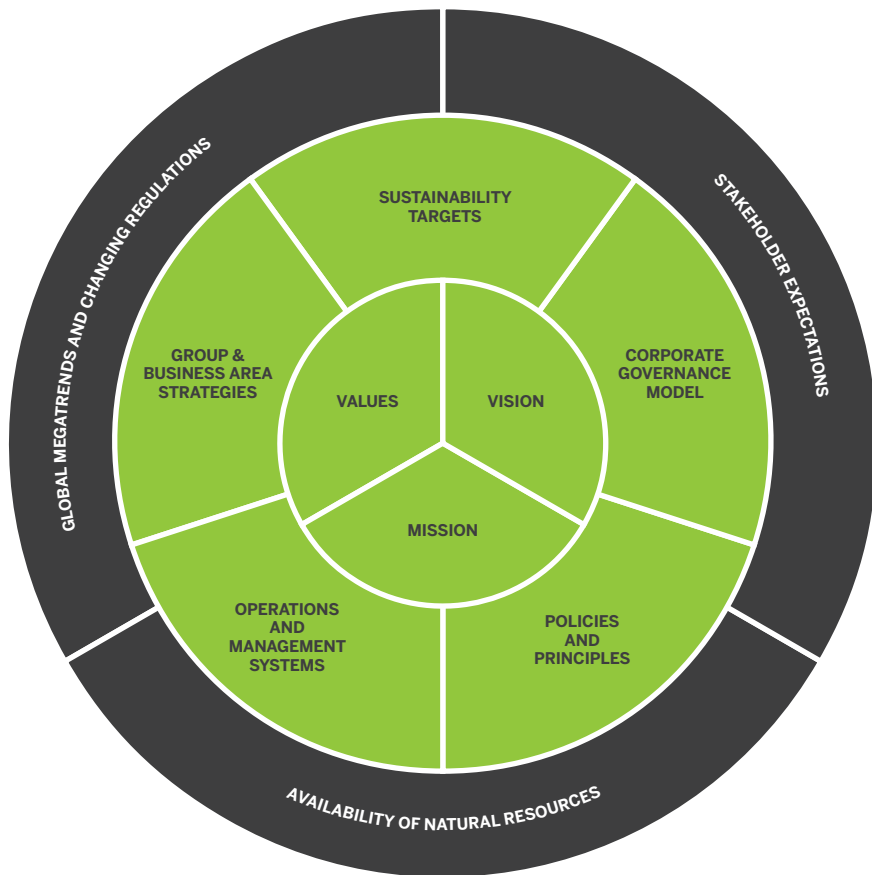 GLOBAL MEGATRENDS AND CHANGING REGULATIONS
STAKEHOLDER EXPECTATIONS
SUSTAINABILITY
TARGETS
GROUP &
BUSINESS AREA
STRATEGIES
CORPORATE
GOVERNANCE
MODEL
VALUES
VISION
MISSION
OPERATIONS
AND
MANAGEMENT
SYSTEMS
POLICIES
AND
PRINCIPLES
AVAILABILITY OF NATURAL RESOURCES